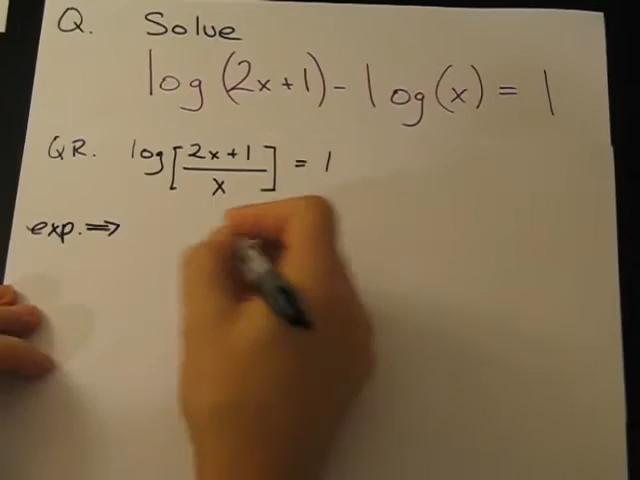 Q. Solve
log(2x+1) - log(x) = 1
QR. log[(2x+1)/x] = 1
exp. ⇒